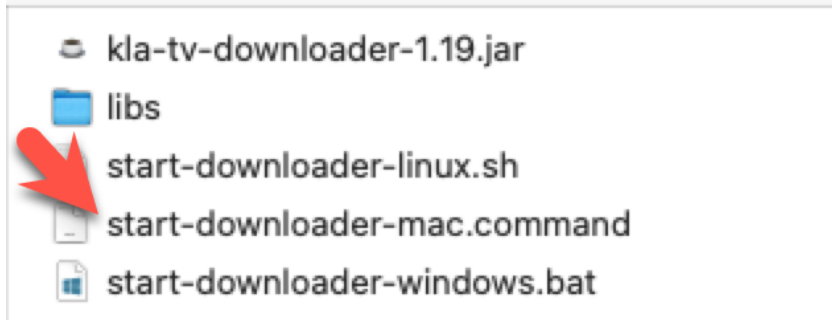 kla-tv-downloader-1.19.jar
libs
start-downloader-linux.sh
start-downloader-mac.command
start-downloader-windows.bat